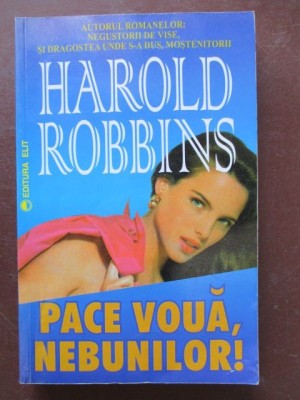 AUTORUL ROMANELOR:
NEGUSTORII DE VISE,
ȘI DRAGOSTEA UNDE S-A DUS, MOȘTENITORII
HAROLD
ROBBINS
EDITURA ELIT
PACE VOUĂ,
NEBUNILOR!